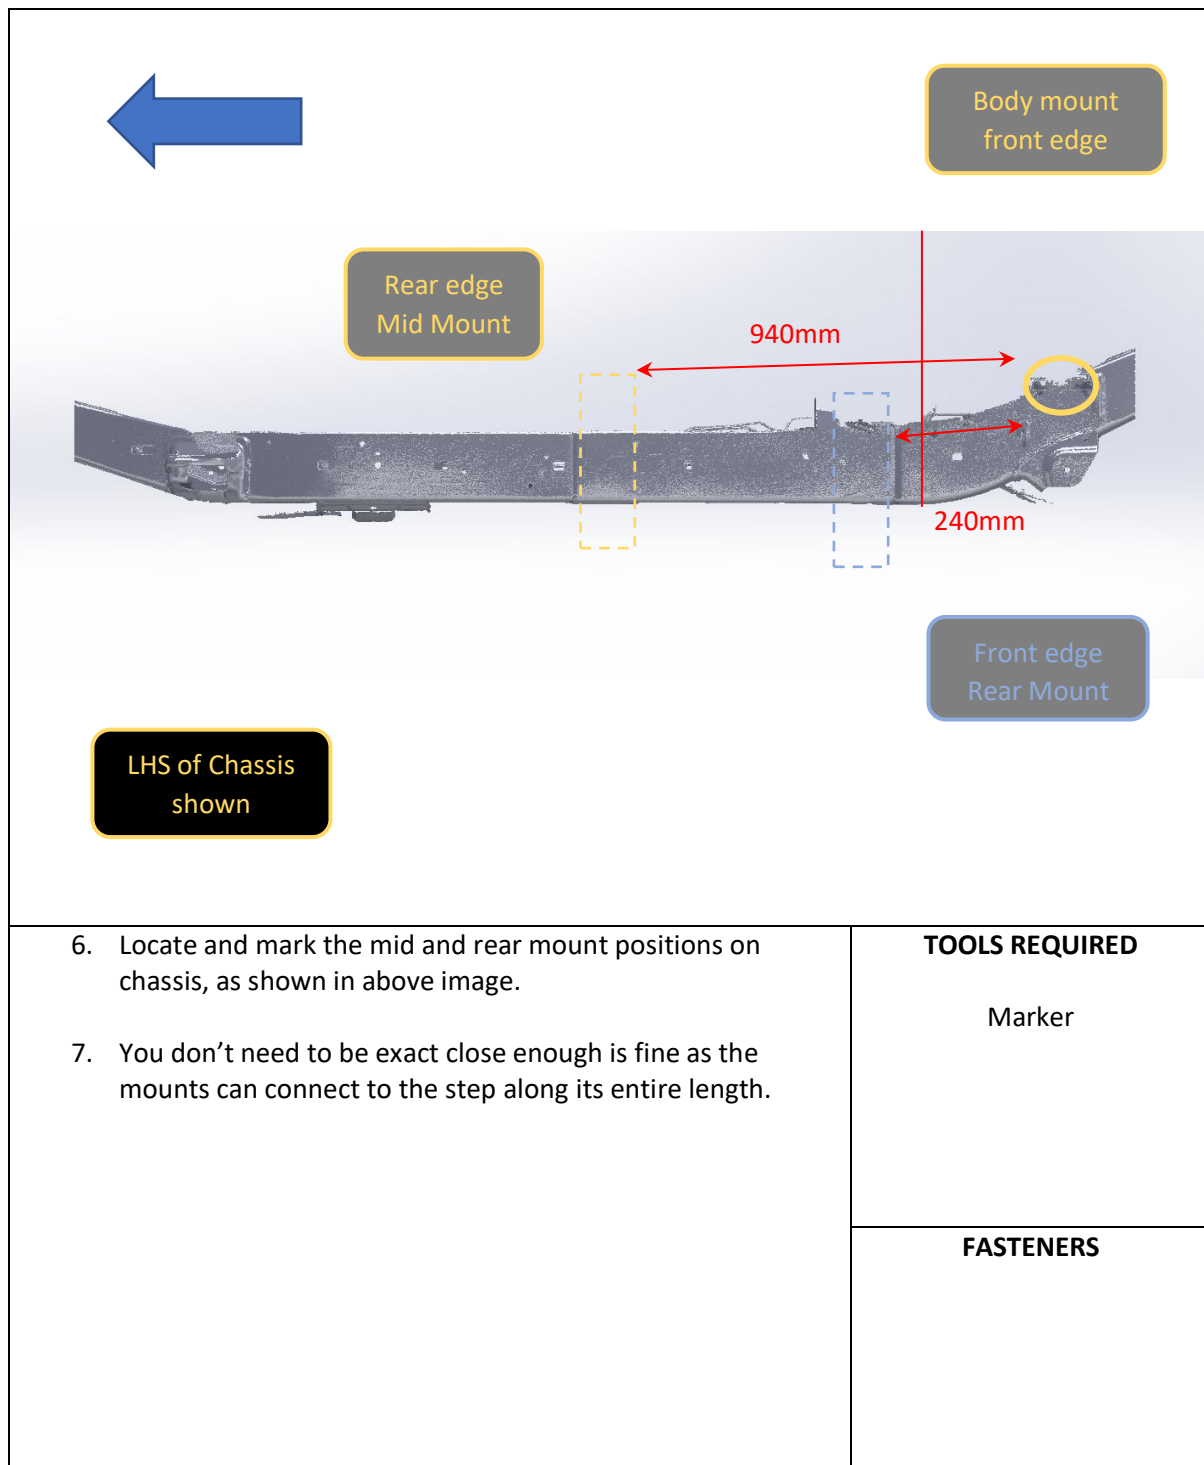 Body mount
front edge
Rear edge
Mid Mount
940mm
240mm
Front edge
Rear Mount
LHS of Chassis
shown
6. Locate and mark the mid and rear mount positions on
chassis, as shown in above image.
7. You don’t need to be exact close enough is fine as the
mounts can connect to the step along its entire length.
TOOLS REQUIRED
Marker
FASTENERS